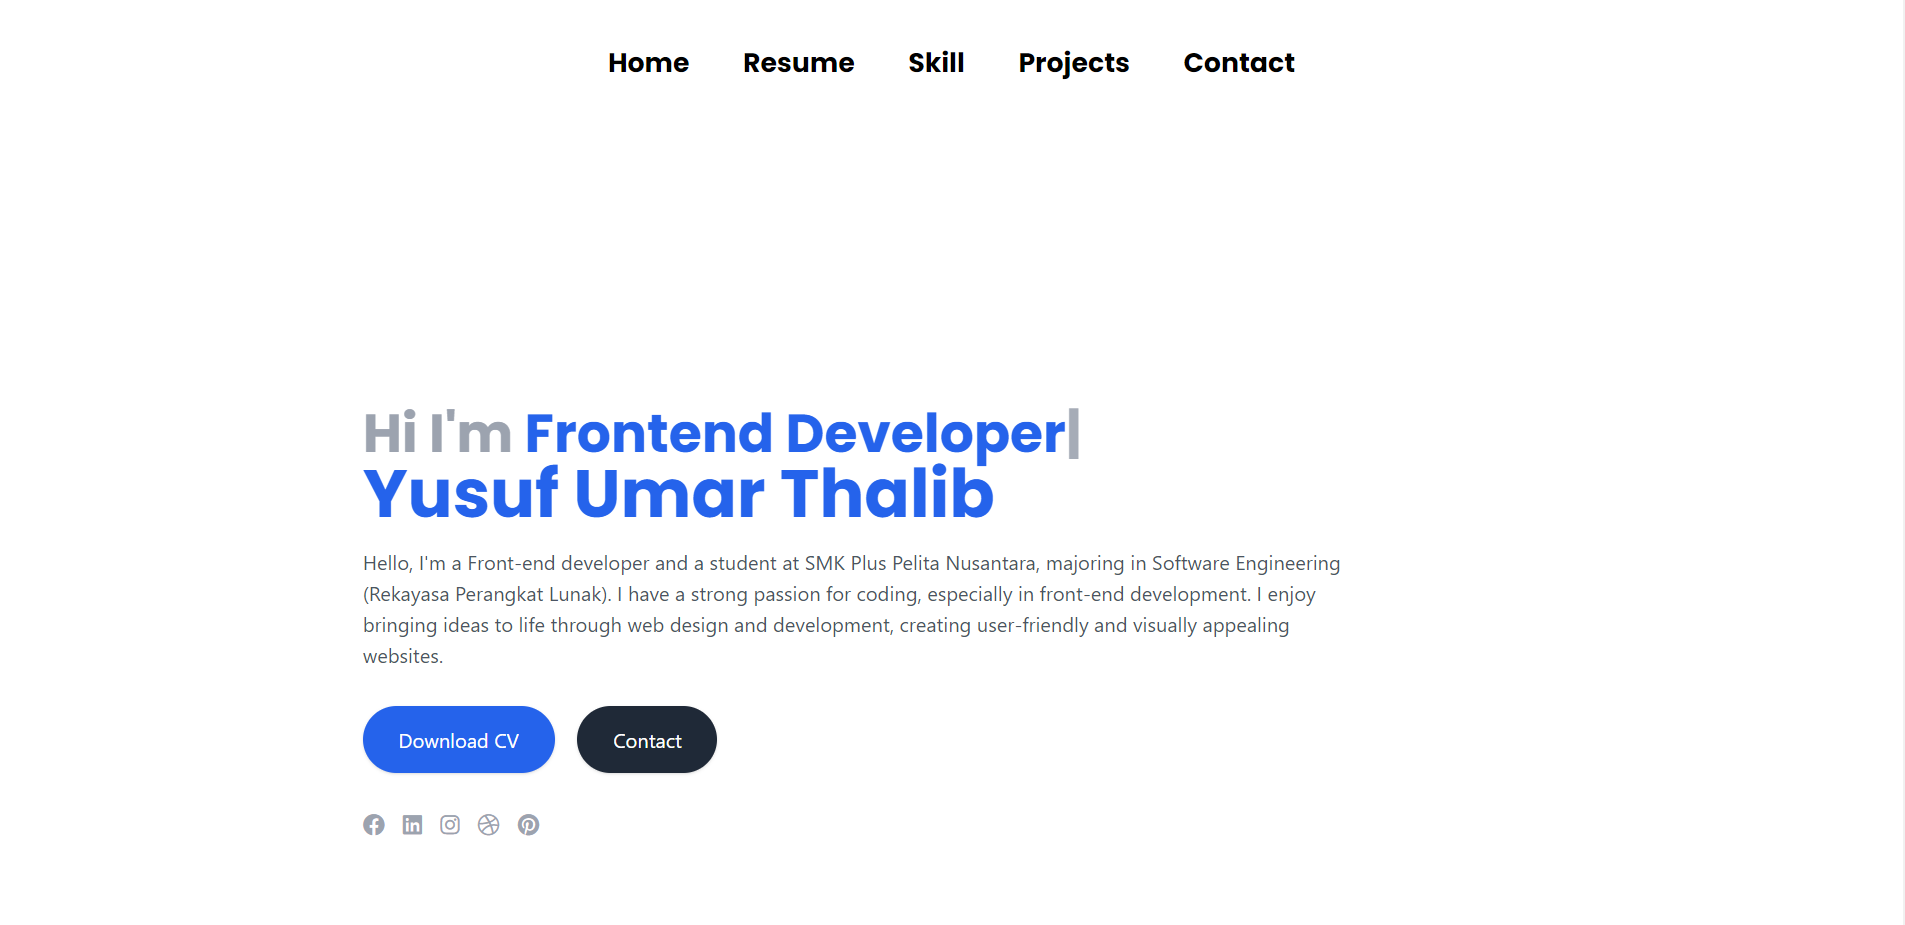 Home Resume Skill Projects Contact
Hi I'm Frontend Developer|
Yusuf Umar Thalib
Hello, I'm a Front-end developer and a student at SMK Plus Pelita Nusantara, majoring in Software Engineering
(Rekayasa Perangkat Lunak). I have a strong passion for coding, especially in front-end development. I enjoy
bringing ideas to life through web design and development, creating user-friendly and visually appealing
websites.
Download CV Contact